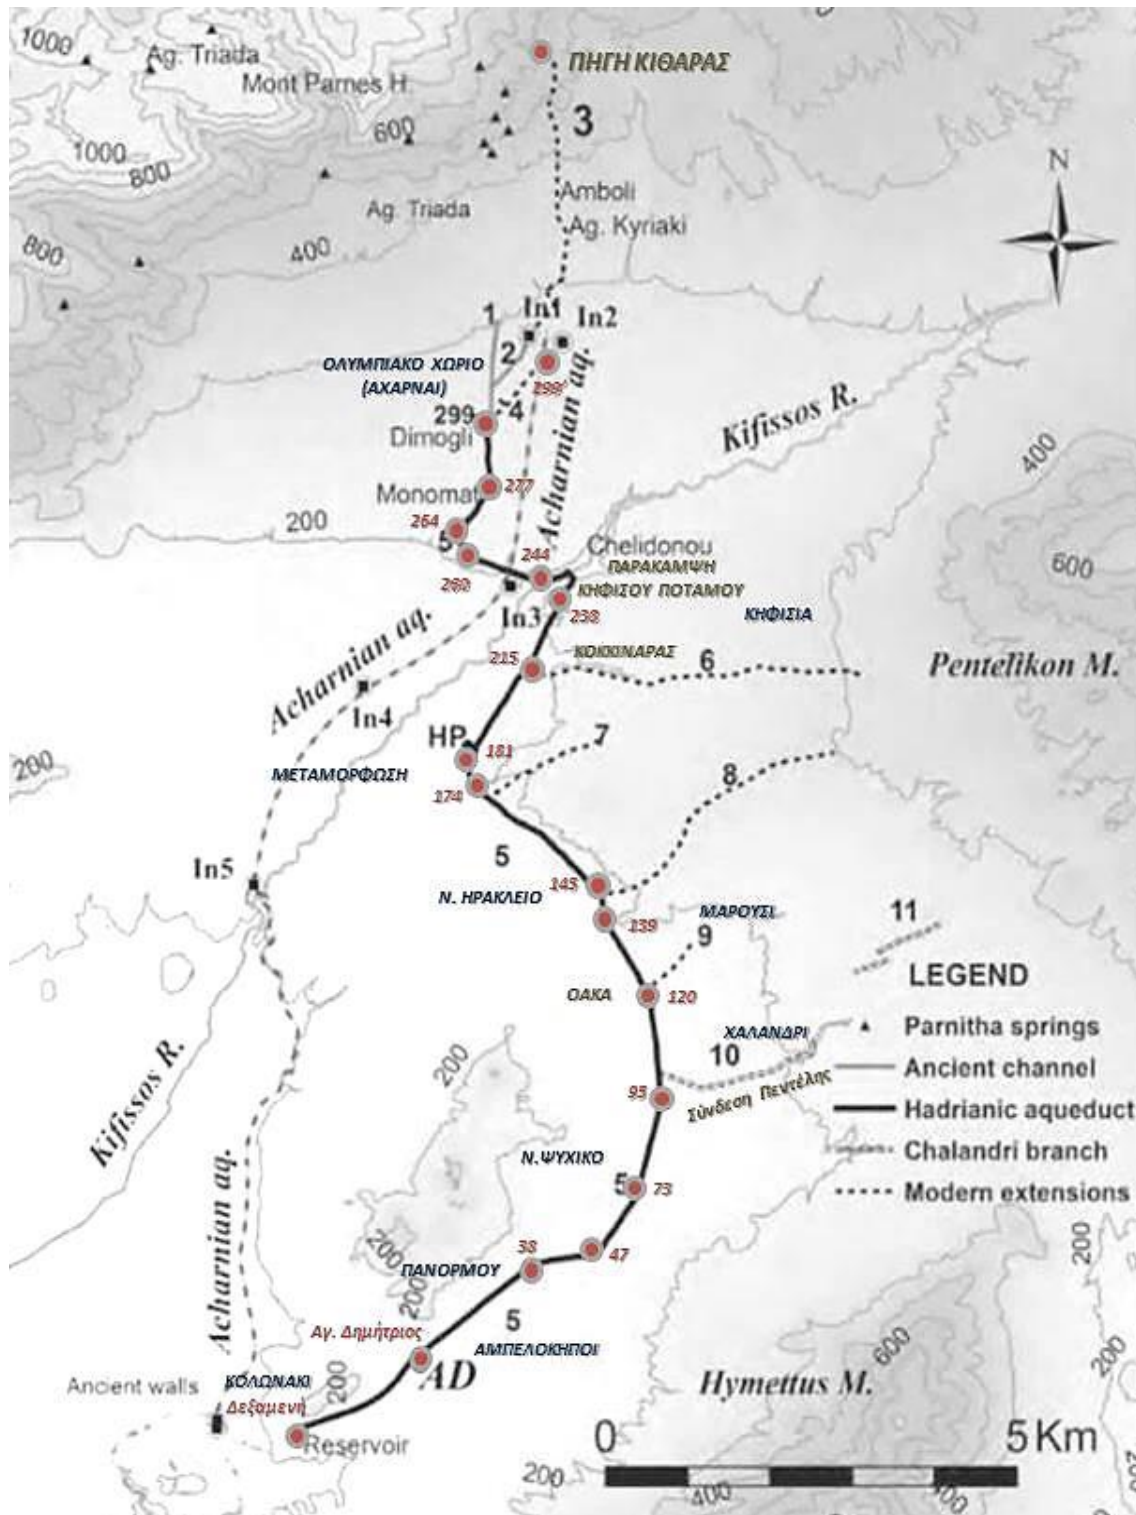 1000
Ag. Triada
Mont Parnes H.
ΠΗΓΗ ΚΙΘΑΡΑΣ
3
600
1000
800
N
Amboli
Ag. Triada
Ag. Kyriaki
800
400
1
In1
In2
ΟΛΥΜΠΙΑΚΟ ΧΩΡΙΟ
(ΑΧΑΡΝΑΙ)
2
299'
299
4
Dimogli
Acharnian aq.
Kifissos R.
400
277
Monomat
264
200
5
Chelidonou
244
ΠΑΡΑΚΑΜΨΗ
ΚΗΦΙΣΟΥ ΠΟΤΑΜΟΥ
600
In3
238
ΚΗΦΙΣΙΑ
Acharnian aq.
215
ΚΟΚΚΙΝΑΡΑΣ
6
Pentelikon M.
In4
HP
181
7
200
ΜΕΤΑΜΟΡΦΩΣΗ
174
8
5
In5
145
Ν. ΗΡΑΚΛΕΙΟ
139
ΜΑΡΟΥΣΙ
9
11
LEGEND
ΟΑΚΑ
120
ΧΑΛΑΝΔΡΙ
10
Parnitha springs
Ancient channel
Hadrianic aqueduct
Chalandri branch
Modern extensions
200
95
Σύνδεση Πεντέλης
Kifissos R.
Ν.ΨΥΧΙΚΟ
5
73
Acharnian aq.
200
38
47
ΠΑΝΟΡΜΟΥ
200
200
5
Αγ. Δημήτριος
ΑΜΠΕΛΟΚΗΠΟΙ
600
200
AD
Hymettus M.
Ancient walls
ΚΟΛΩΝΑΚΙ
Δεξαμενή
200
Reservoir
0
5 Km
200
400
400